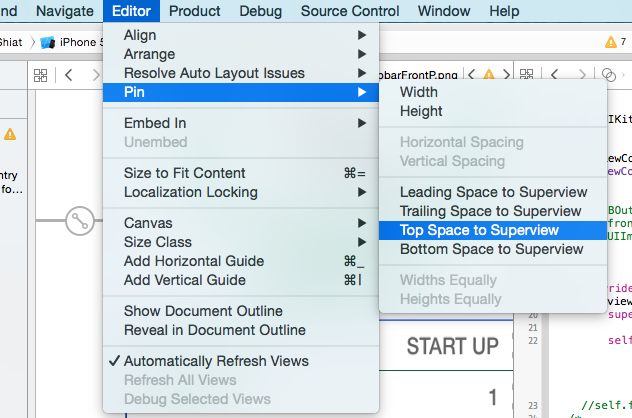 nd Navigate Editor Product Debug Source Control Window Help
Shiat iPhone 5 7
obarFrontP.png
Align
Arrange
Resolve Auto Layout Issues
Pin
Embed In
Unembed
Size to Fit Content ⌘=
Localization Locking
Canvas
Size Class
Add Horizontal Guide ⌘_
Add Vertical Guide ⌘|
Show Document Outline
Reveal in Document Outline
✓ Automatically Refresh Views
Refresh All Views
Debug Selected Views
Width
Height
Horizontal Spacing
Vertical Spacing
Leading Space to Superview
Trailing Space to Superview
Top Space to Superview
Bottom Space to Superview
Widths Equally
Heights Equally
ntry
fo...
START UP
1
IKit
ewCo
ewCo
BOut
fron
UIIm
ride
view
20 supe
21
22 self
23 //self.f